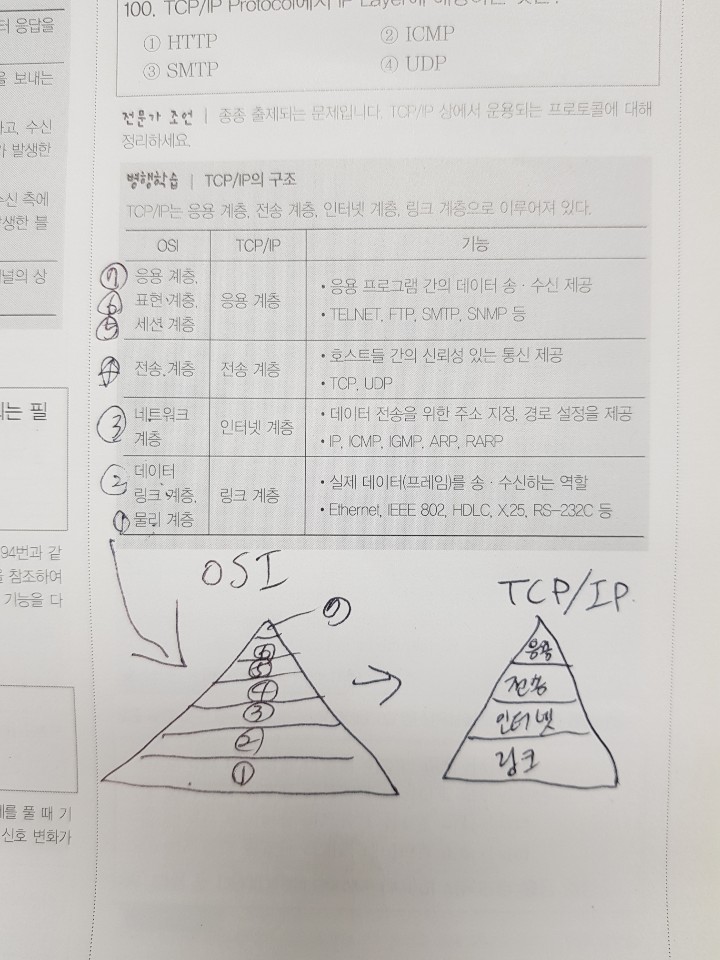 터 응답을
을 보내는
하고, 수신
가 발생한
수신 측에
발생한 불
널의 상
되는 필
94번과 같
을 참조하여
기능을 다
제를 풀 때 기
신호 변화가
100. TCP/IP Protocol에서 IP Layer에 해당하는 것은?
① HTTP ② ICMP
③ SMTP ④ UDP
전문가 조언 | 종종 출제되는 문제입니다. TCP/IP 상에서 운용되는 프로토콜에 대해
정리하세요.
병행학습 | TCP/IP의 구조
TCP/IP는 응용 계층, 전송 계층, 인터넷 계층, 링크 계층으로 이루어져 있다.
OSI TCP/IP 기능
⑦ 응용 계층,
⑥ 표현 계층,
⑤ 세션 계층
응용 계층
• 응용 프로그램 간의 데이터 송 · 수신 제공
• TELNET, FTP, SMTP, SNMP 등
④ 전송 계층
전송 계층
• 호스트들 간의 신뢰성 있는 통신 제공
• TCP, UDP
③ 네트워크
계층
인터넷 계층
• 데이터 전송을 위한 주소 지정, 경로 설정을 제공
• IP, ICMP, IGMP, ARP, RARP
② 데이터
링크 계층,
① 물리 계층
링크 계층
• 실제 데이터(프레임)를 송 · 수신하는 역할
• Ethernet, IEEE 802, HDLC, X.25, RS-232C 등
OSI
⑦
⑥
⑤
④
③
②
①
→
TCP/IP
응용
전송
인터넷
링크